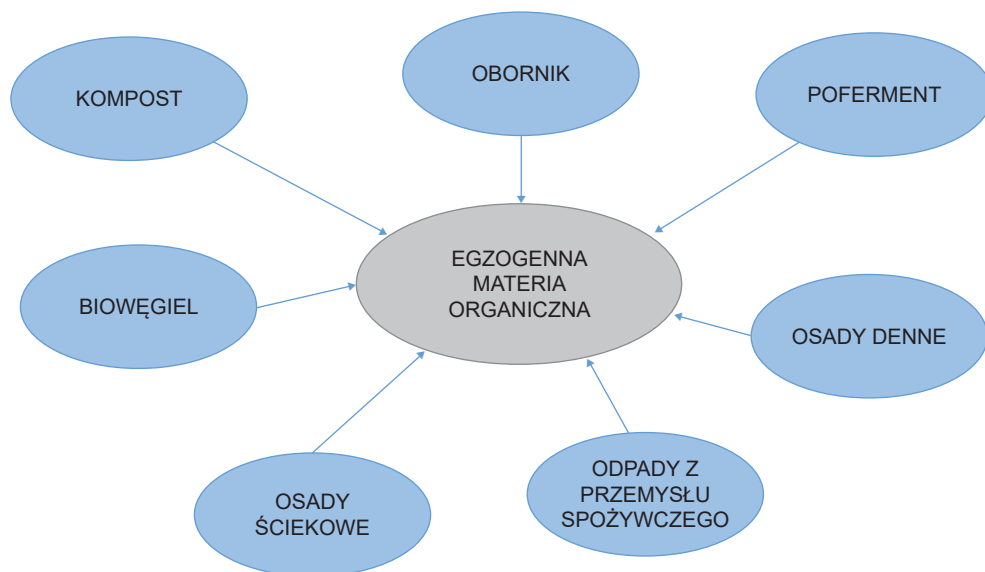 KOMPOST
OBORNIK
POFERMENT
EGZOGENNA
MATERIA
ORGANICZNA
BIOWĘGIEL
OSADY DENNE
OSADY
ŚCIEKOWE
ODPADY Z
PRZEMYSŁU
SPOŻYWCZEGO